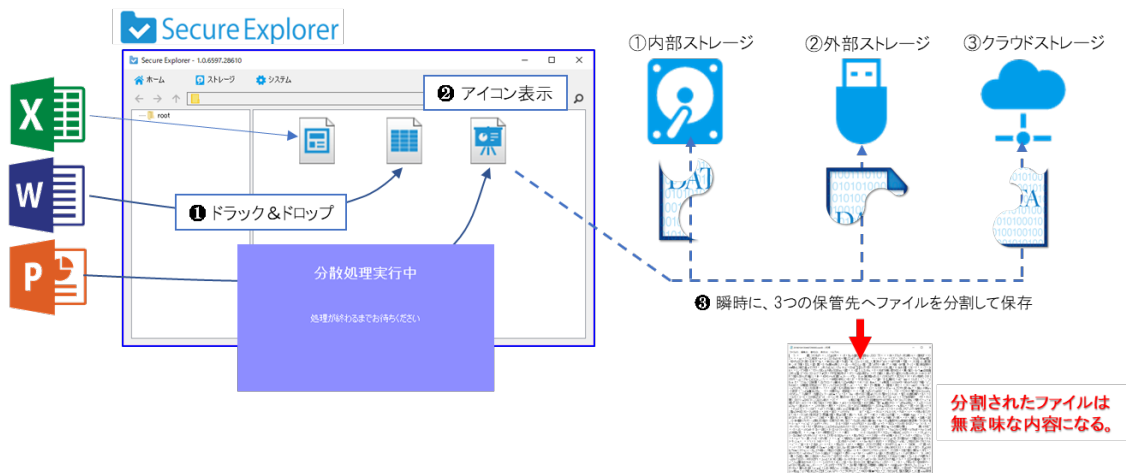 Secure Explorer
Secure Explorer - 1.0.6597.28610
ホーム ストレージ システム
root
❷ アイコン表示
X
W
P
❶ ドラック＆ドロップ
分散処理実行中
処理が終わるまでお待ちください
①内部ストレージ ②外部ストレージ ③クラウドストレージ
❸ 瞬時に、3つの保管先へファイルを分割して保存
分割されたファイルは
無意味な内容になる。